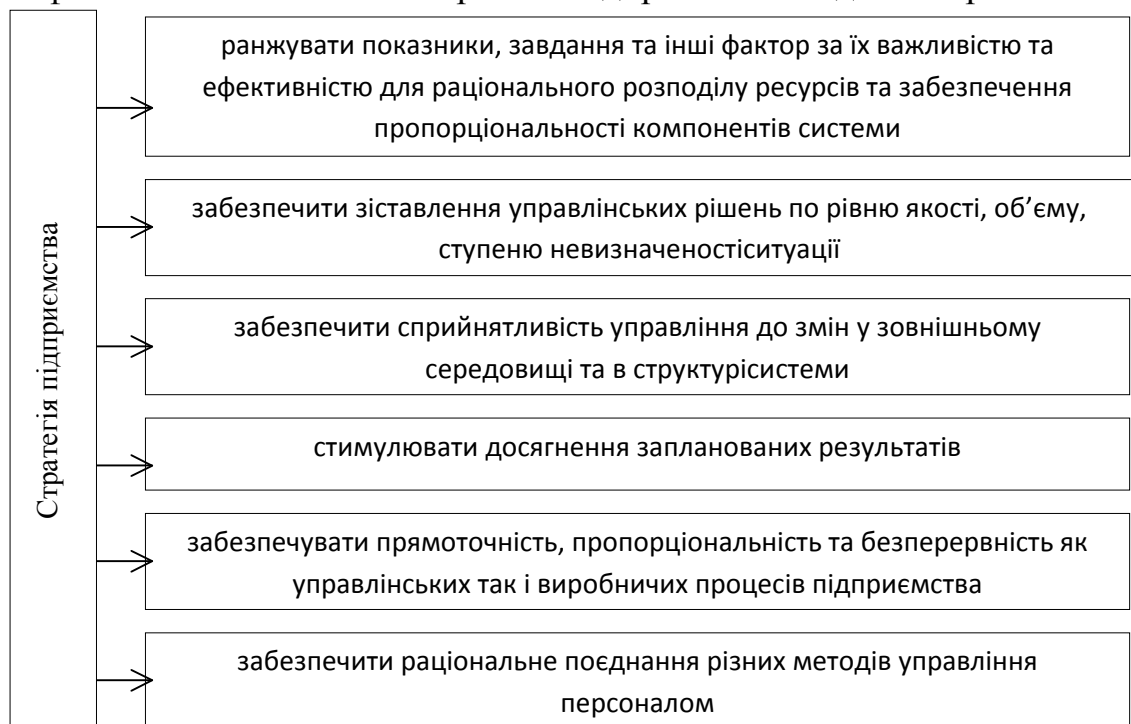 Стратегія підприємства
ранжувати показники, завдання та інші фактор за їх важливістю та
ефективністю для раціонального розподілу ресурсів та забезпечення
пропорціональності компонентів системи
забезпечити зіставлення управлінських рішень по рівню якості, об’єму,
ступеню невизначеностіситуації
забезпечити сприйнятливість управління до змін у зовнішньому
середовищі та в структурісистеми
стимулювати досягнення запланованих результатів
забезпечувати прямоточність, пропорціональність та безперервність як
управлінських так і виробничих процесів підприємства
забезпечити раціональне поєднання різних методів управління
персоналом